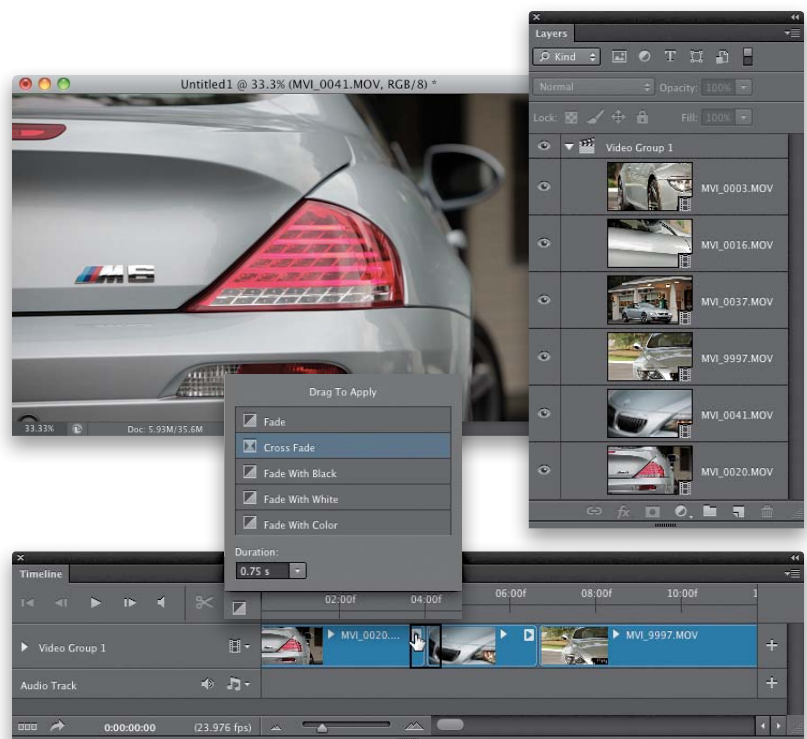 Layers
Kind
T
Normal
Opacity: 100%
Lock:
Fill: 100%
Video Group 1
MVI_0003.MOV
MVI_0016.MOV
MVI_0037.MOV
MVI_9997.MOV
MVI_0041.MOV
MVI_0020.MOV
fx
Untitled1 @ 33.3% (MVI_0041.MOV, RGB/8) *
M6
33.33%
Doc: 5.93M/35.6M
Drag To Apply
Fade
Cross Fade
Fade With Black
Fade With White
Fade With Color
Duration:
0.75 s
Timeline
02:00f 04:00f 06:00f 08:00f 10:00f 1
Video Group 1
MVI_0020....
MVI_9997.MOV
Audio Track
0:00:00:00
(23.976 fps)